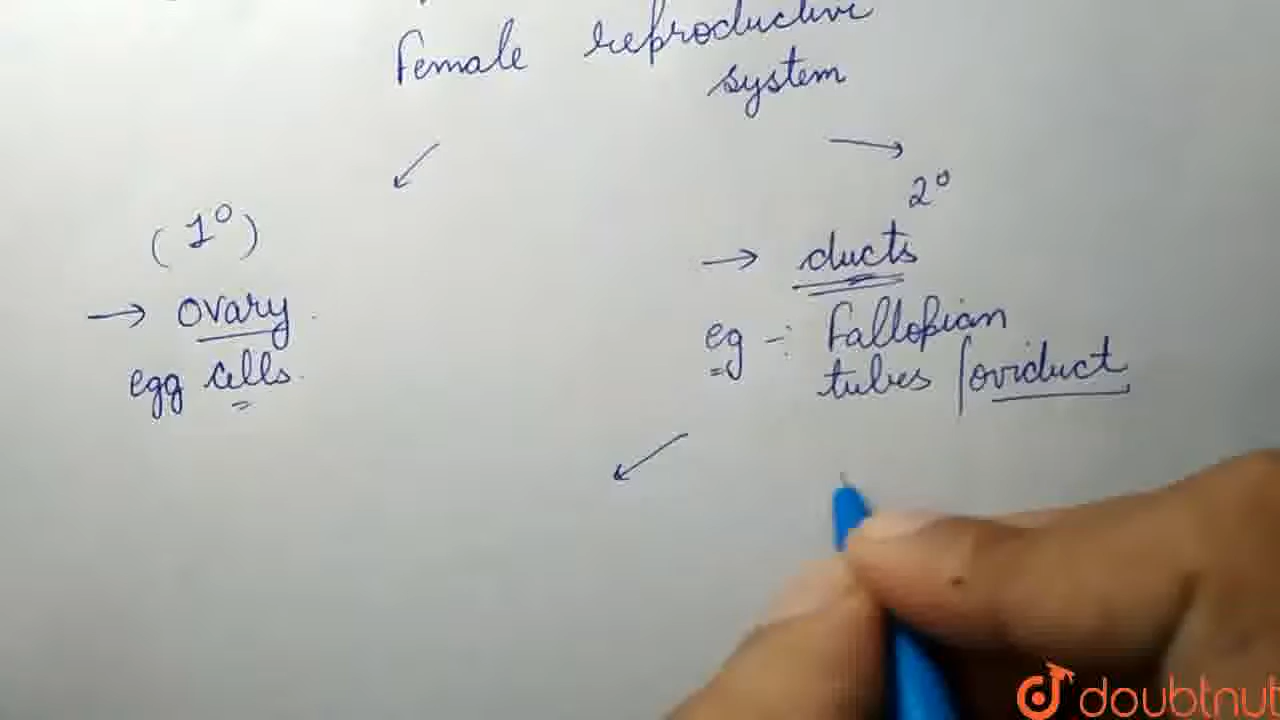 Female reproductive
system
(1°)
2°
→ ovary
egg cells
→ ducts
eg -: Fallopian
tubes / oviduct
doubtnut